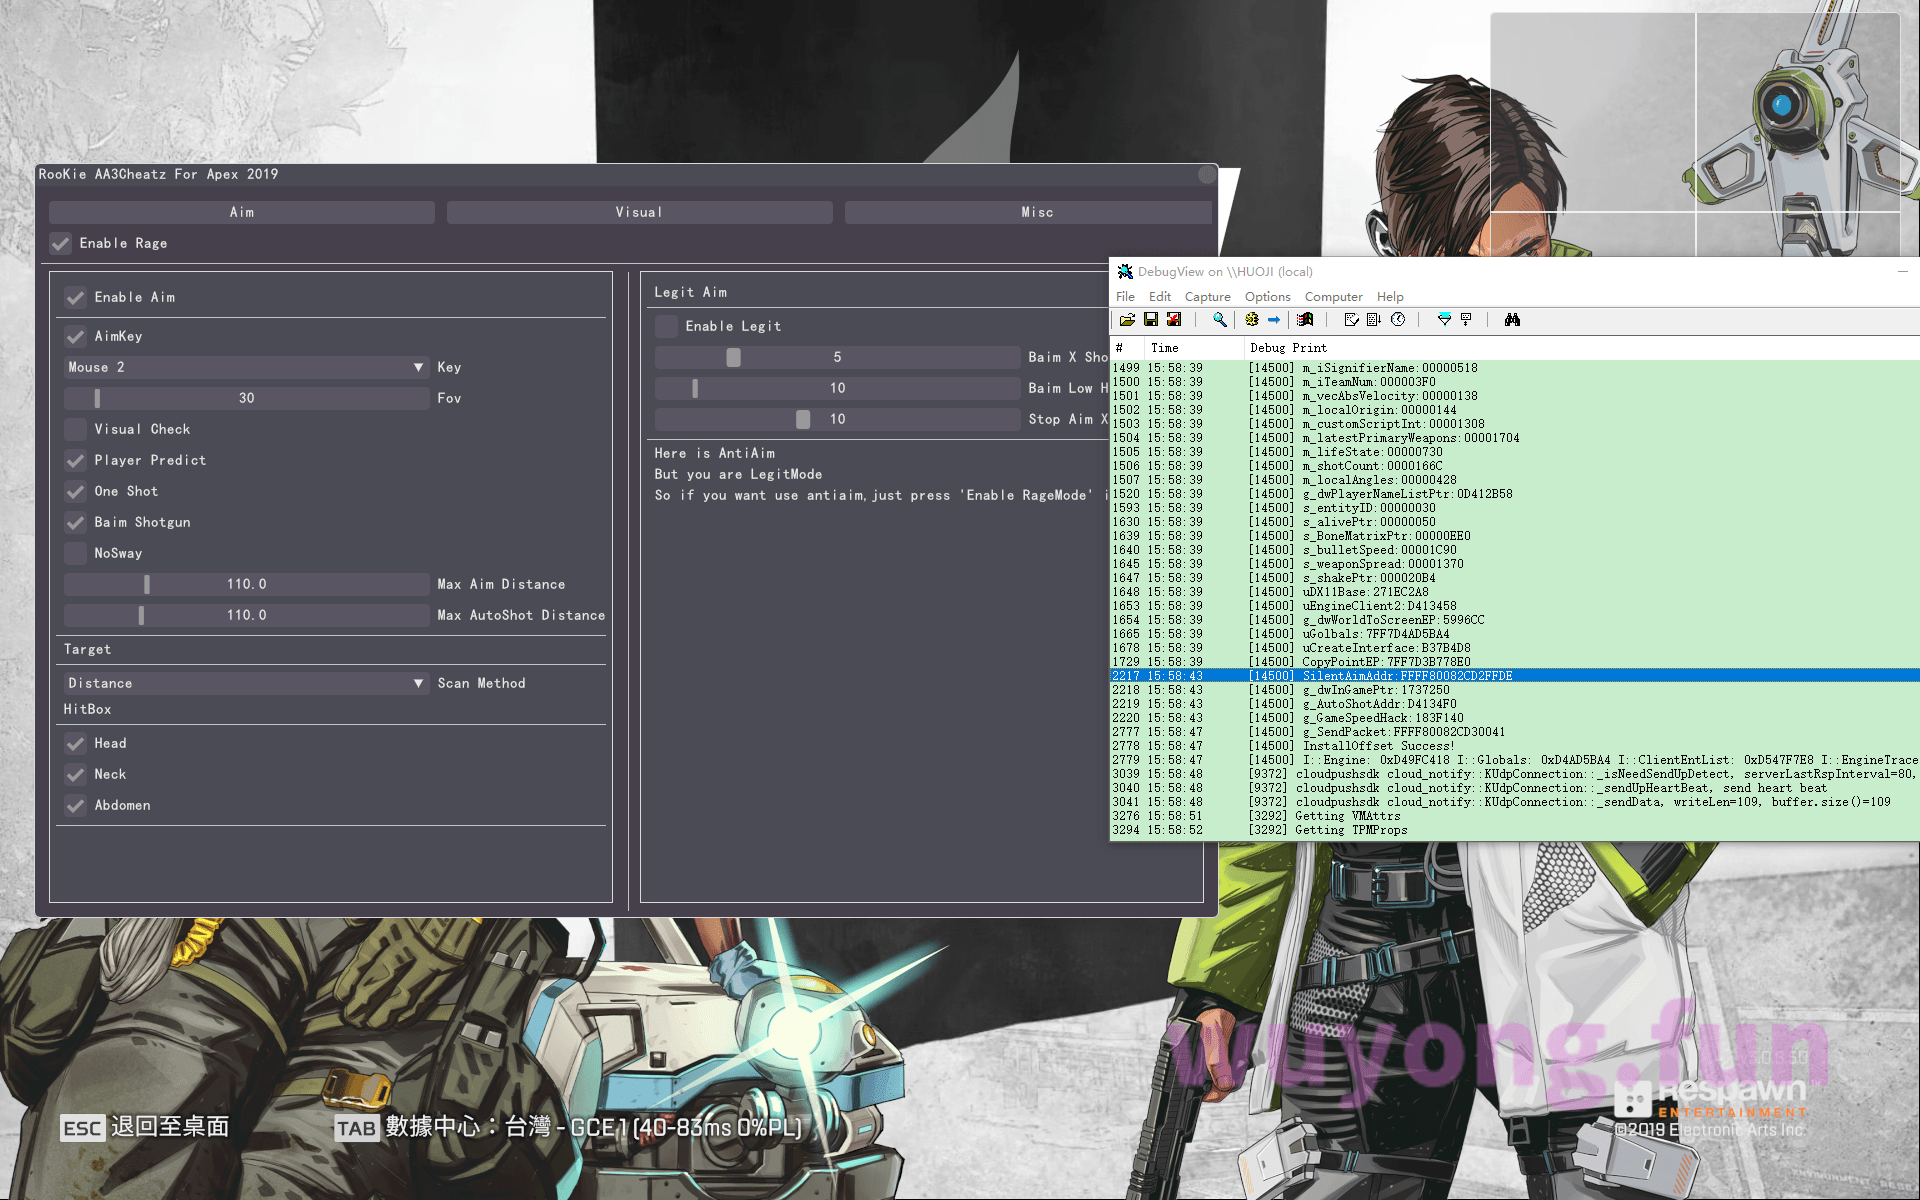 RooKie AA3Cheatz For Apex 2019
Aim
Visual
Misc
Enable Rage
Enable Aim
AimKey
Mouse 2
Key
30
Fov
Visual Check
Player Predict
One Shot
Baim Shotgun
NoSway
110.0
Max Aim Distance
110.0
Max AutoShot Distance
Target
Distance
Scan Method
HitBox
Head
Neck
Abdomen
Legit Aim
Enable Legit
5
Baim X Sho
10
Baim Low H
10
Stop Aim X
Here is AntiAim
But you are LegitMode
So if you want use antiaim,just press 'Enable RageMode' i
DebugView on \\HUOJI (local)
File Edit Capture Options Computer Help
# Time Debug Print
1499 15:58:39 [14500] m_iSignifierName:00000518
1500 15:58:39 [14500] m_iTeamNum:000003F0
1501 15:58:39 [14500] m_vecAbsVelocity:00000138
1502 15:58:39 [14500] m_localOrigin:00000144
1503 15:58:39 [14500] m_customScriptInt:00001308
1504 15:58:39 [14500] m_latestPrimaryWeapons:00001704
1505 15:58:39 [14500] m_lifeState:00000730
1506 15:58:39 [14500] m_shotCount:0000166C
1507 15:58:39 [14500] m_localAngles:00000428
1520 15:58:39 [14500] g_dwPlayerNameListPtr:0D412B58
1593 15:58:39 [14500] s_entityID:00000030
1630 15:58:39 [14500] s_alivePtr:00000050
1639 15:58:39 [14500] s_BoneMatrixPtr:00000EE0
1640 15:58:39 [14500] s_bulletSpeed:00001C90
1645 15:58:39 [14500] s_weaponSpread:00001370
1647 15:58:39 [14500] s_shakePtr:000020B4
1648 15:58:39 [14500] uDX11Base:271EC2A8
1653 15:58:39 [14500] uEngineClient2:D413458
1654 15:58:39 [14500] g_dwWorldToScreenEP:5996CC
1665 15:58:39 [14500] uGolbals:7FF7D4AD5BA4
1678 15:58:39 [14500] uCreateInterface:B37B4D8
1729 15:58:39 [14500] CopyPointEP:7FF7D3B778E0
2217 15:58:43 [14500] SilentAimAddr:FFFF80082CD2FFDE
2218 15:58:43 [14500] g_dwInGamePtr:1737250
2219 15:58:43 [14500] g_AutoShotAddr:D4134F0
2220 15:58:43 [14500] g_GameSpeedHack:183F140
2777 15:58:47 [14500] g_SendPacket:FFFF80082CD30041
2778 15:58:47 [14500] InstallOffset Success!
2779 15:58:47 [14500] I::Engine: 0xD49FC418 I::Globals: 0xD4AD5BA4 I::ClientEntList: 0xD547F7E8 I::EngineTrace
3039 15:58:48 [9372] cloudpushsdk cloud_notify::KUdpConnection::_isNeedSendUpDetect, serverLastRspInterval=80,
3040 15:58:48 [9372] cloudpushsdk cloud_notify::KUdpConnection::_sendUpHeartBeat, send heart beat
3041 15:58:48 [9372] cloudpushsdk cloud_notify::KUdpConnection::_sendData, writeLen=109, buffer.size()=109
3276 15:58:51 [3292] Getting VMAttrs
3294 15:58:52 [3292] Getting TPMProps
wuyong.fun
Respawn
ENTERTAINMENT
©2019 Electronic Arts Inc.
ESC 退回至桌面
TAB 數據中心：台灣 - GCE 1 (40-83ms 0%PL)